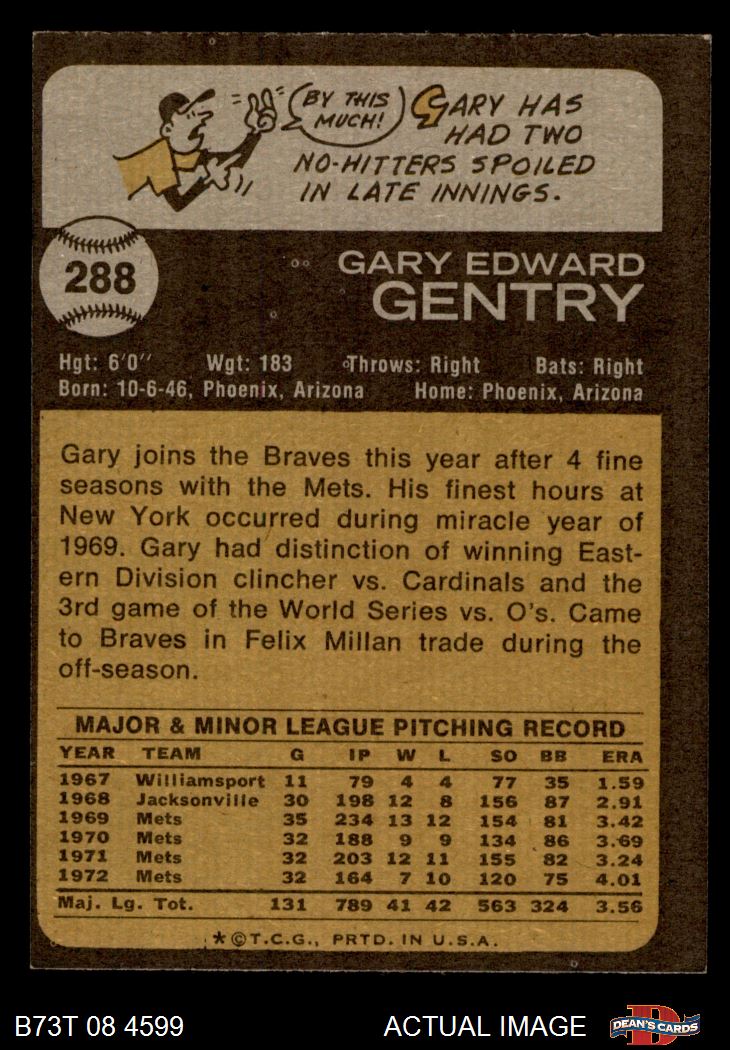 BY THIS MUCH!
GARY HAS
HAD TWO
NO-HITTERS SPOILED
IN LATE INNINGS.
288
GARY EDWARD
GENTRY
Hgt: 6'0" Wgt: 183 Throws: Right Bats: Right
Born: 10-6-46, Phoenix, Arizona Home: Phoenix, Arizona
Gary joins the Braves this year after 4 fine
seasons with the Mets. His finest hours at
New York occurred during miracle year of
1969. Gary had distinction of winning East-
ern Division clincher vs. Cardinals and the
3rd game of the World Series vs. O's. Came
to Braves in Felix Millan trade during the
off-season.
MAJOR & MINOR LEAGUE PITCHING RECORD
YEAR TEAM G IP W L SO BB ERA
1967 Williamsport 11 79 4 4 77 35 1.59
1968 Jacksonville 30 198 12 8 156 87 2.91
1969 Mets 35 234 13 12 154 81 3.42
1970 Mets 32 188 9 9 134 86 3.69
1971 Mets 32 203 12 11 155 82 3.24
1972 Mets 32 164 7 10 120 75 4.01
Maj. Lg. Tot. 131 789 41 42 563 324 3.56
*©T.C.G., PRTD. IN U.S.A.
B73T 08 4599 ACTUAL IMAGE DEAN'S CARDS